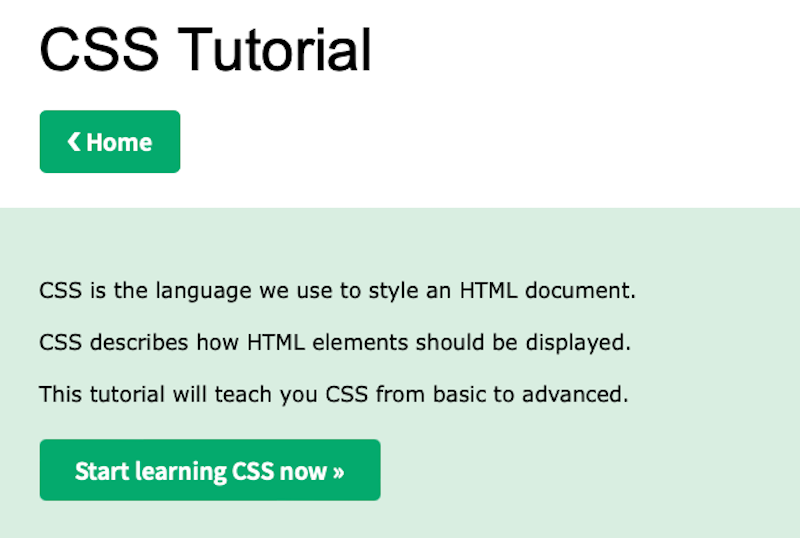 CSS Tutorial
❮ Home
CSS is the language we use to style an HTML document.
CSS describes how HTML elements should be displayed.
This tutorial will teach you CSS from basic to advanced.
Start learning CSS now »